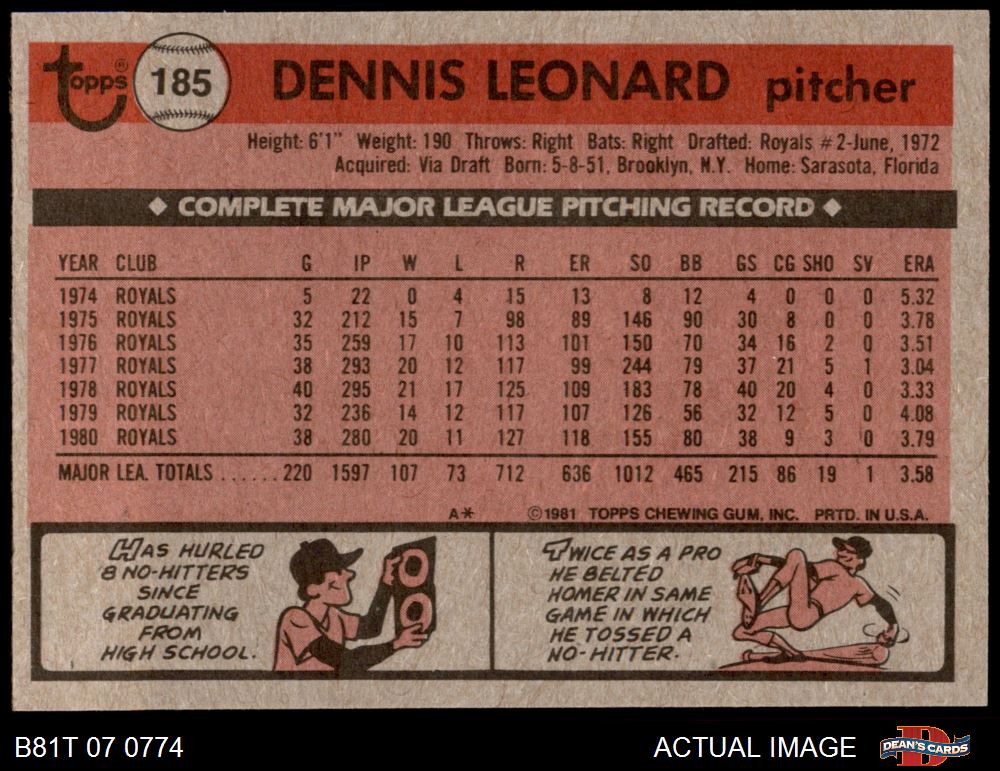 Topps® 185 DENNIS LEONARD pitcher
Height: 6'1" Weight: 190 Throws: Right Bats: Right Drafted: Royals #2-June, 1972
Acquired: Via Draft Born: 5-8-51, Brooklyn, N.Y. Home: Sarasota, Florida
◆ COMPLETE MAJOR LEAGUE PITCHING RECORD ◆
YEAR CLUB G IP W L R ER SO BB GS CG SHO SV ERA
1974 ROYALS 5 22 0 4 15 13 8 12 4 0 0 0 5.32
1975 ROYALS 32 212 15 7 98 89 146 90 30 8 0 0 3.78
1976 ROYALS 35 259 17 10 113 101 150 70 34 16 2 0 3.51
1977 ROYALS 38 293 20 12 117 99 244 79 37 21 5 1 3.04
1978 ROYALS 40 295 21 17 125 109 183 78 40 20 4 0 3.33
1979 ROYALS 32 236 14 12 117 107 126 56 32 12 5 0 4.08
1980 ROYALS 38 280 20 11 127 118 155 80 38 9 3 0 3.79
MAJOR LEA. TOTALS ...... 220 1597 107 73 712 636 1012 465 215 86 19 1 3.58
A* ©1981 TOPPS CHEWING GUM, INC. PRTD. IN U.S.A.
HAS HURLED
8 NO-HITTERS
SINCE
GRADUATING
FROM
HIGH SCHOOL.
0
0
TWICE AS A PRO
HE BELTED
HOMER IN SAME
GAME IN WHICH
HE TOSSED A
NO-HITTER.
B81T 07 0774 ACTUAL IMAGE DEAN'S CARDS